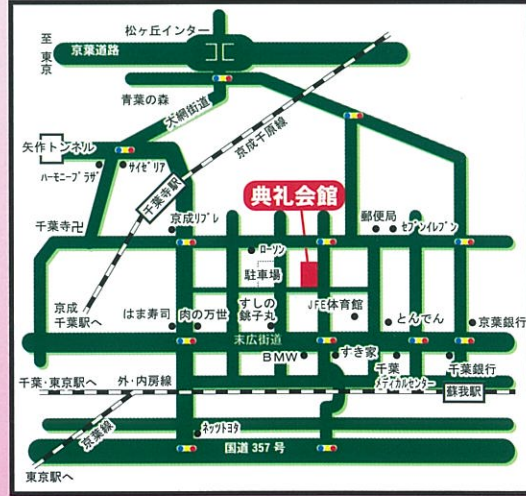 松ヶ丘インター
至東京
京葉道路
青葉の森
大網街道
京成千原線
矢作トンネル
ハーモニープラザ
サイゼリア
千葉寺駅
千葉寺卍
京成リブレ
典礼会館
郵便局
セブンイレブン
ローソン
駐車場
京成
千葉駅へ
はま寿司
肉の万世
すしの
銚子丸
JFE体育館
とんでん
京葉銀行
末広街道
BMW
すき家
千葉
メディカルセンター
千葉銀行
千葉・東京駅へ
外・内房線
蘇我駅
京葉線
ネッツトヨタ
国道357号
東京駅へ